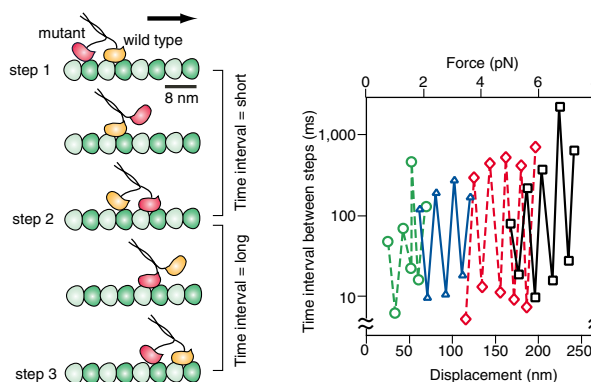 mutant
wild type
step 1
8 nm
Time interval = short
step 2
Time interval = long
step 3
Force (pN)
0 2 4 6
Time interval between steps (ms)
1,000
100
10
0 50 100 150 200 250
Displacement (nm)